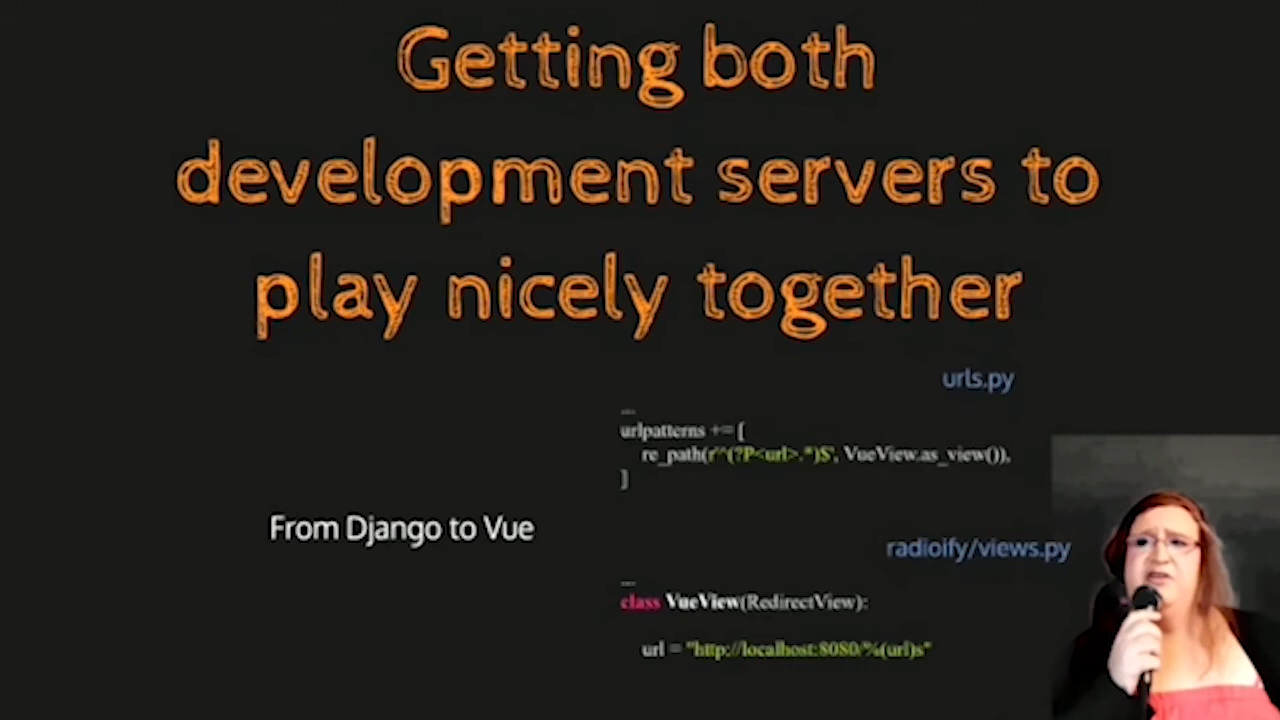 Getting both
development servers to
play nicely together
urls.py
...
urlpatterns += [
re_path(r'^(?P<url>.*)$', VueView.as_view()),
]
From Django to Vue
radioify/views.py
...
class VueView(RedirectView):
url = "http://localhost:8080/%(url)s"